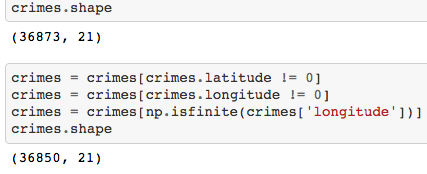 crimes.shape
(36873, 21)
crimes = crimes[crimes.latitude != 0]
crimes = crimes[crimes.longitude != 0]
crimes = crimes[np.isfinite(crimes['longitude'])]
crimes.shape
(36850, 21)